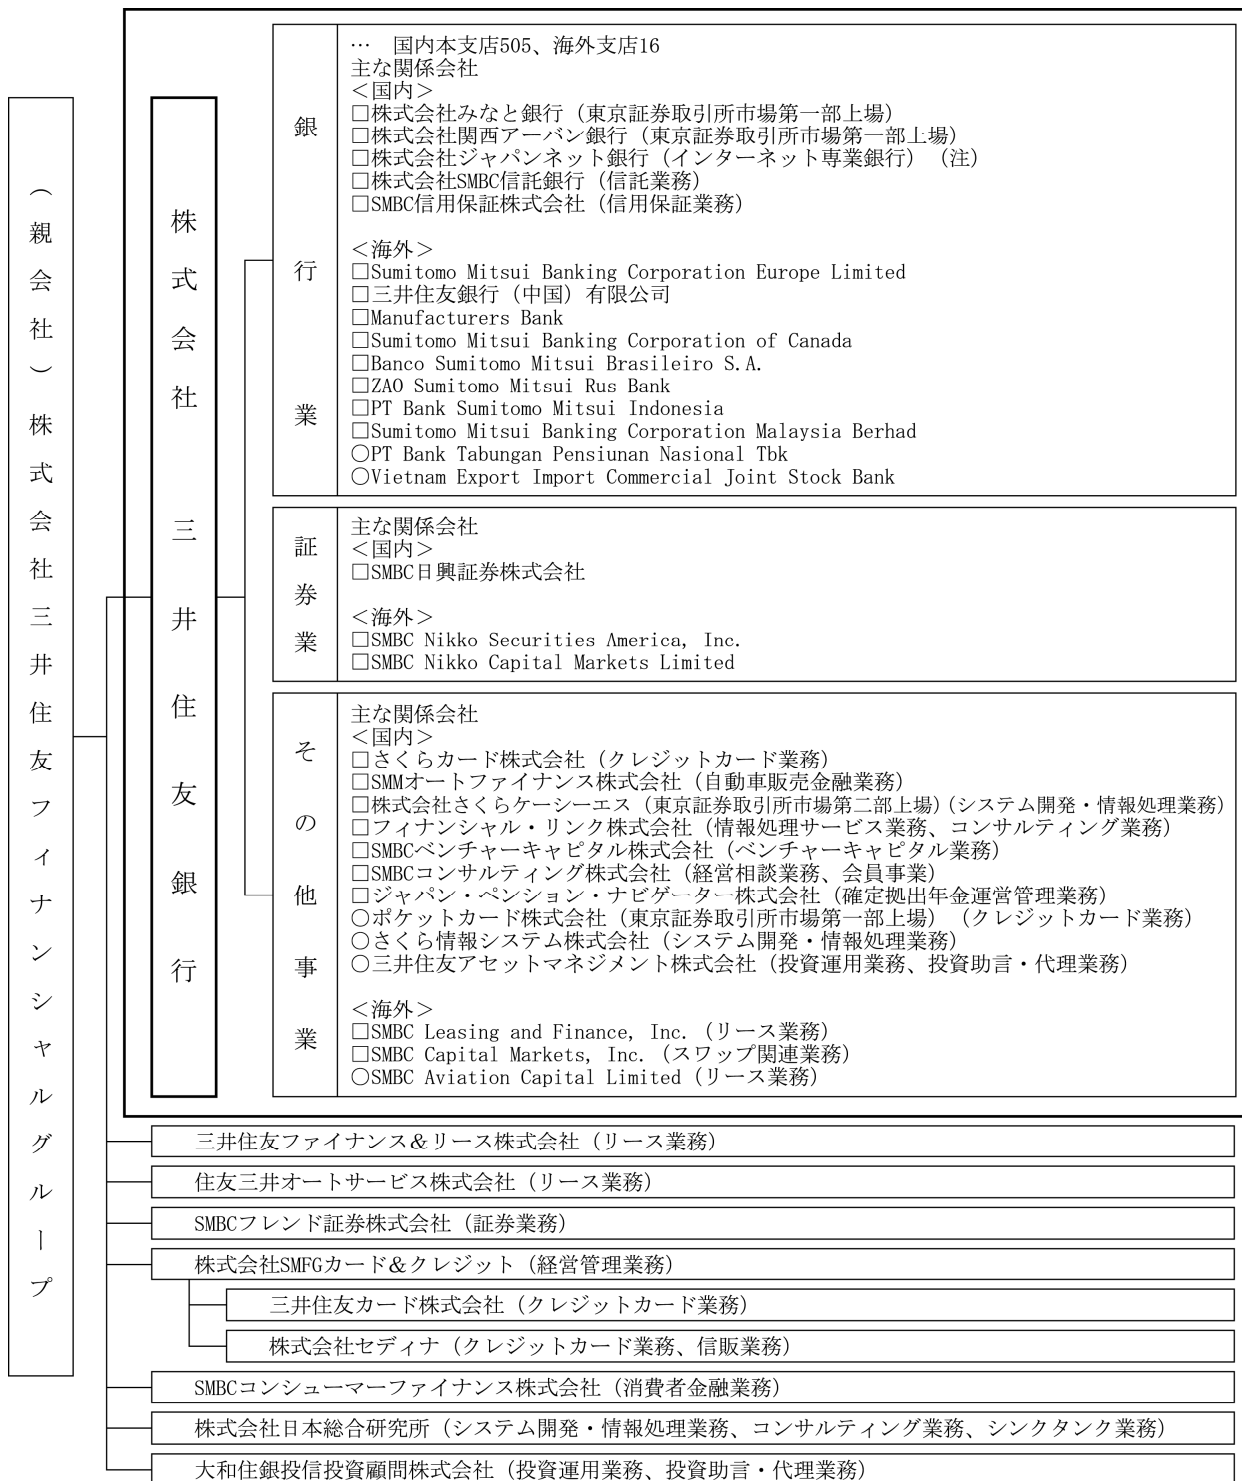 (親会社)株式会社三井住友フィナンシャルグループ
株式会社三井住友銀行
銀行業
… 国内本支店505、海外支店16
主な関係会社
<国内>
□株式会社みなと銀行(東京証券取引所市場第一部上場)
□株式会社関西アーバン銀行(東京証券取引所市場第一部上場)
□株式会社ジャパンネット銀行(インターネット専業銀行)(注)
□株式会社SMBC信託銀行(信託業務)
□SMBC信用保証株式会社(信用保証業務)
<海外>
□Sumitomo Mitsui Banking Corporation Europe Limited
□三井住友銀行(中国)有限公司
□Manufacturers Bank
□Sumitomo Mitsui Banking Corporation of Canada
□Banco Sumitomo Mitsui Brasileiro S.A.
□ZAO Sumitomo Mitsui Rus Bank
□PT Bank Sumitomo Mitsui Indonesia
□Sumitomo Mitsui Banking Corporation Malaysia Berhad
○PT Bank Tabungan Pensiunan Nasional Tbk
○Vietnam Export Import Commercial Joint Stock Bank
証券業
主な関係会社
<国内>
□SMBC日興証券株式会社
<海外>
□SMBC Nikko Securities America, Inc.
□SMBC Nikko Capital Markets Limited
その他事業
主な関係会社
<国内>
□さくらカード株式会社(クレジットカード業務)
□SMMオートファイナンス株式会社(自動車販売金融業務)
□株式会社さくらケーシーエス(東京証券取引所市場第二部上場)(システム開発・情報処理業務)
□フィナンシャル・リンク株式会社(情報処理サービス業務、コンサルティング業務)
□SMBCベンチャーキャピタル株式会社(ベンチャーキャピタル業務)
□SMBCコンサルティング株式会社(経営相談業務、会員事業)
□ジャパン・ペンション・ナビゲーター株式会社(確定拠出年金運営管理業務)
○ポケットカード株式会社(東京証券取引所市場第一部上場)(クレジットカード業務)
○さくら情報システム株式会社(システム開発・情報処理業務)
○三井住友アセットマネジメント株式会社(投資運用業務、投資助言・代理業務)
<海外>
□SMBC Leasing and Finance, Inc.(リース業務)
□SMBC Capital Markets, Inc.(スワップ関連業務)
○SMBC Aviation Capital Limited(リース業務)
三井住友ファイナンス&リース株式会社(リース業務)
住友三井オートサービス株式会社(リース業務)
SMBCフレンド証券株式会社(証券業務)
株式会社SMFGカード&クレジット(経営管理業務)
三井住友カード株式会社(クレジットカード業務)
株式会社セディナ(クレジットカード業務、信販業務)
SMBCコンシューマーファイナンス株式会社(消費者金融業務)
株式会社日本総合研究所(システム開発・情報処理業務、コンサルティング業務、シンクタンク業務)
大和住銀投信投資顧問株式会社(投資運用業務、投資助言・代理業務)